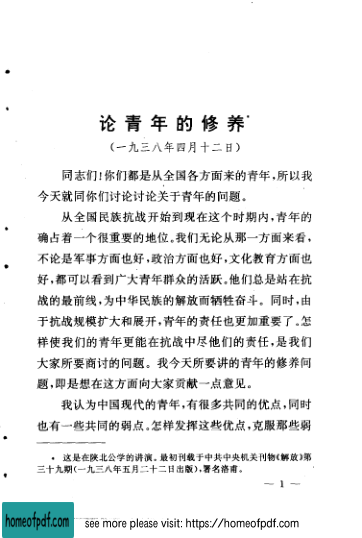 论青年的修养*
(一九三八年四月十二日)
同志们!你们都是从全国各方面来的青年,所以我
今天就同你们讨论讨论关于青年的问题。
从全国民族抗战开始到现在这个时期内,青年的
确占着一个很重要的地位。我们无论从那一方面来看,
不论是军事方面也好,政治方面也好,文化教育方面也
好,都可以看到广大青年群众的活跃。他们总是站在抗
战的最前线,为中华民族的解放而牺牲奋斗。同时,由
于抗战规模扩大和展开,青年的责任也更加重要了。怎
样使我们的青年更能在抗战中尽他们的责任,是我们
大家所要商讨的问题。我今天所要讲的青年的修养问
题,即是想在这方面向大家贡献一点意见。
我认为中国现代的青年,有很多共同的优点,同时
也有一些共同的弱点。怎样发挥这些优点,克服那些弱
* 这是在陕北公学的讲演。最初刊载于中共中央机关刊物《解放》第
三十九期(一九三八年五月二十二日出版),署名洛甫。
— 1 —
homeofpdf.com
see more please visit: https://homeofpdf.com